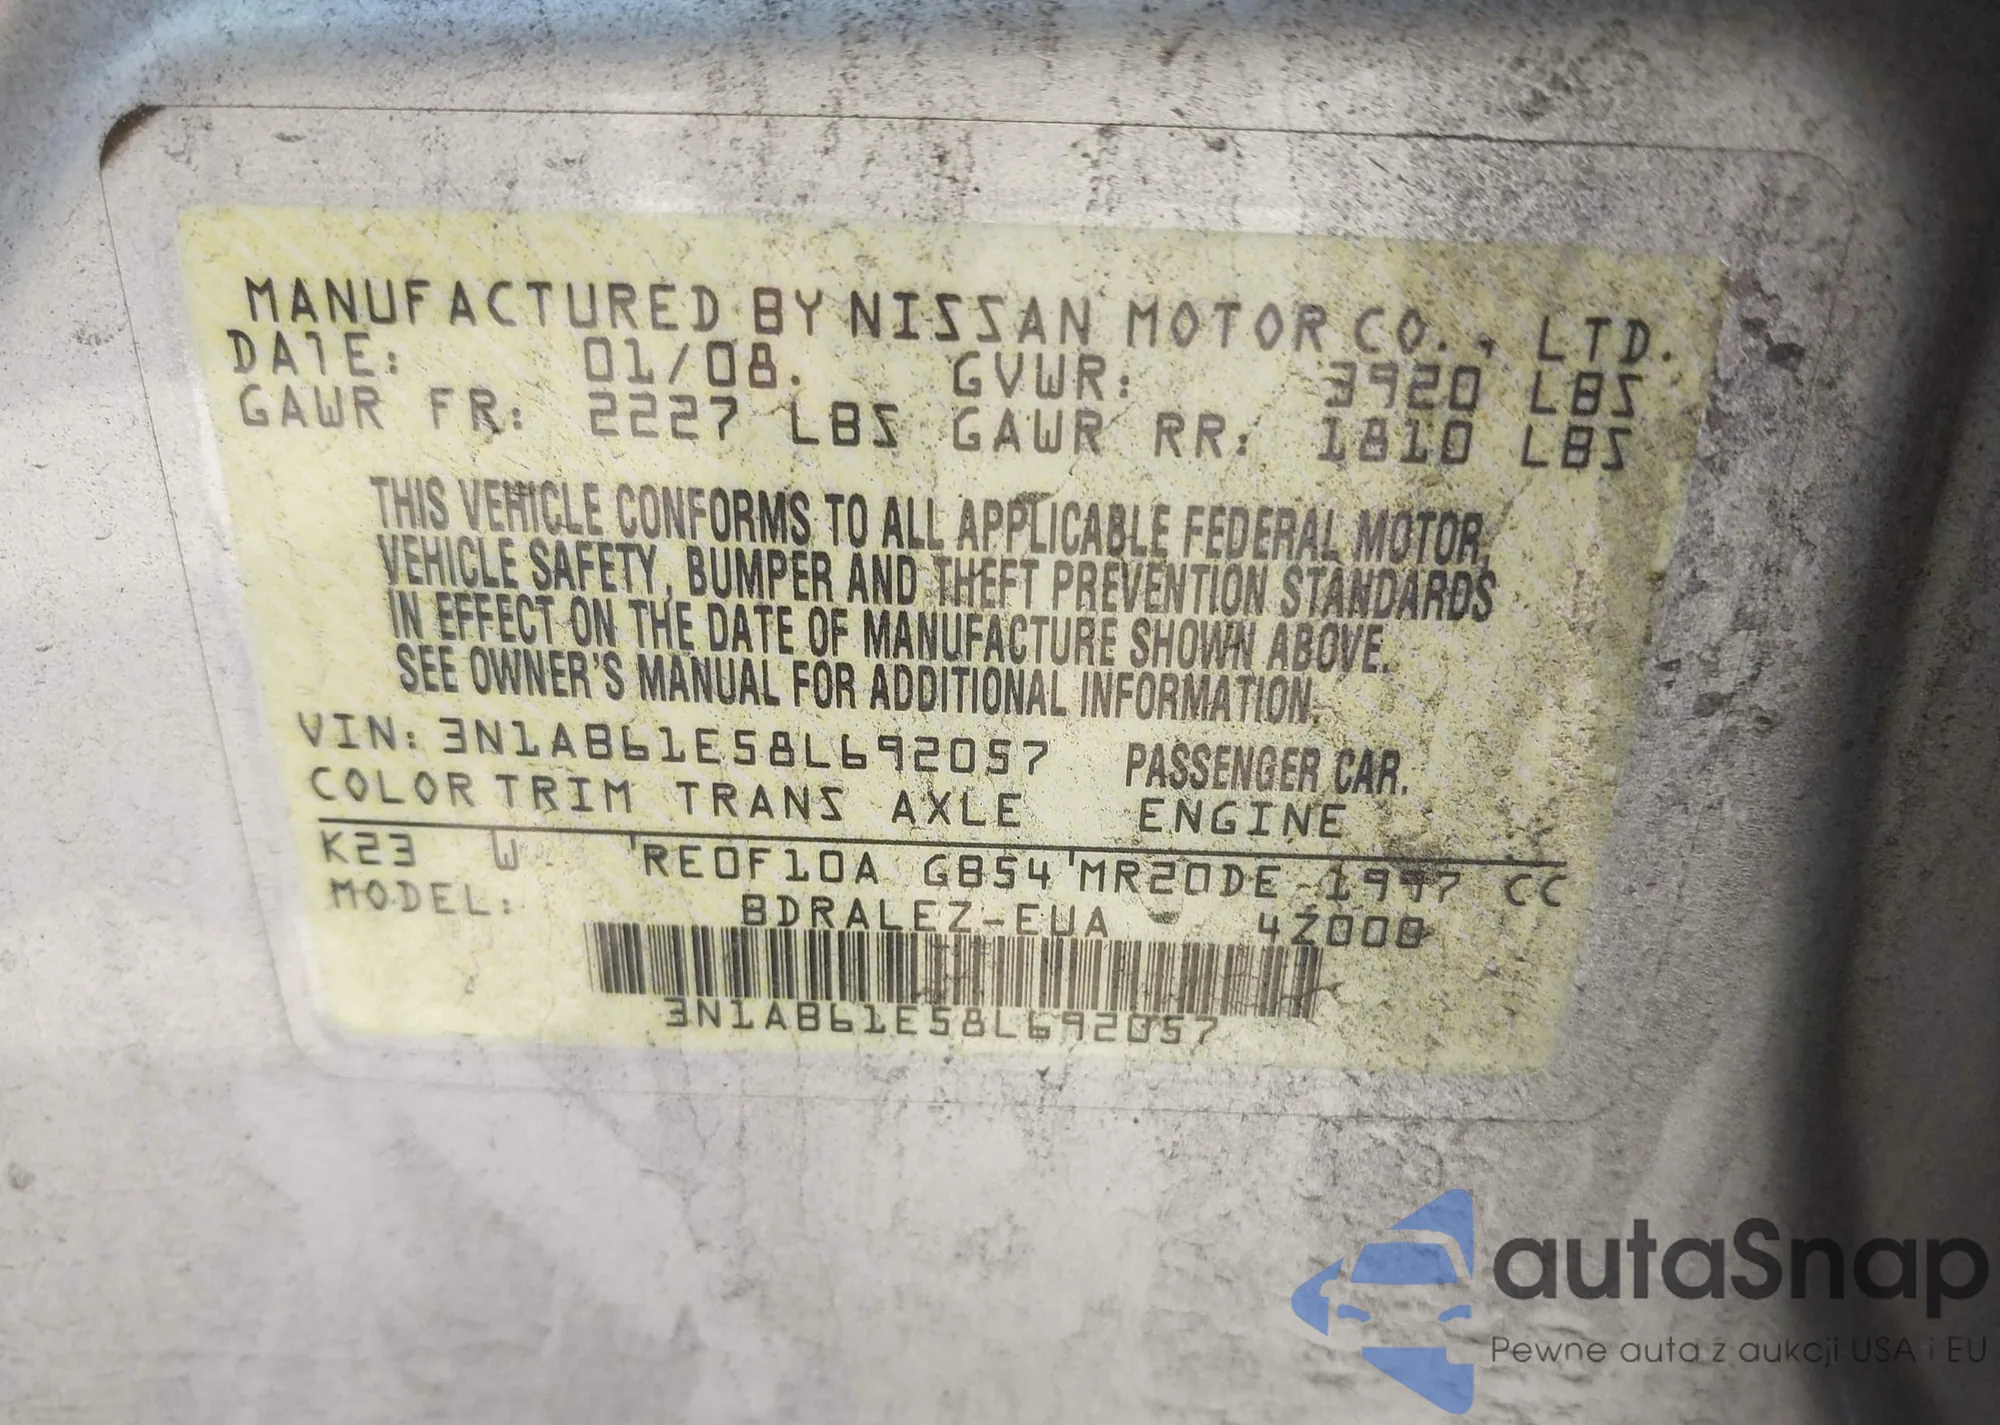 MANUFACTURED BY NISSAN MOTOR CO., LTD.
DATE: 01/08. GVWR: 3920 LBS
GAWR FR: 2227 LBS GAWR RR: 1810 LBS
THIS VEHICLE CONFORMS TO ALL APPLICABLE FEDERAL MOTOR
VEHICLE SAFETY, BUMPER AND THEFT PREVENTION STANDARDS
IN EFFECT ON THE DATE OF MANUFACTURE SHOWN ABOVE.
SEE OWNER'S MANUAL FOR ADDITIONAL INFORMATION.
VIN: 3N1AB61E58L692057 PASSENGER CAR.
COLOR TRIM TRANS AXLE ENGINE
K23 W RE0F10A GB54 MR20DE 1997 CC
MODEL: BDRALEZ-EUA - 4Z000
3N1AB61E58L692057
autaSnap
Pewne auta z aukcji USA i EU